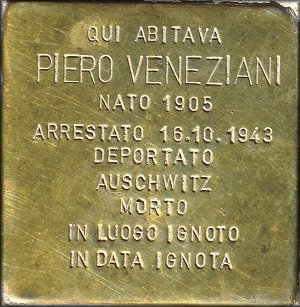 QUI ABITAVA
PIERO VENEZIANI
NATO 1905
ARRESTATO 16.10.1943
DEPORTATO
AUSCHWITZ
MORTO
IN LUOGO IGNOTO
IN DATA IGNOTA